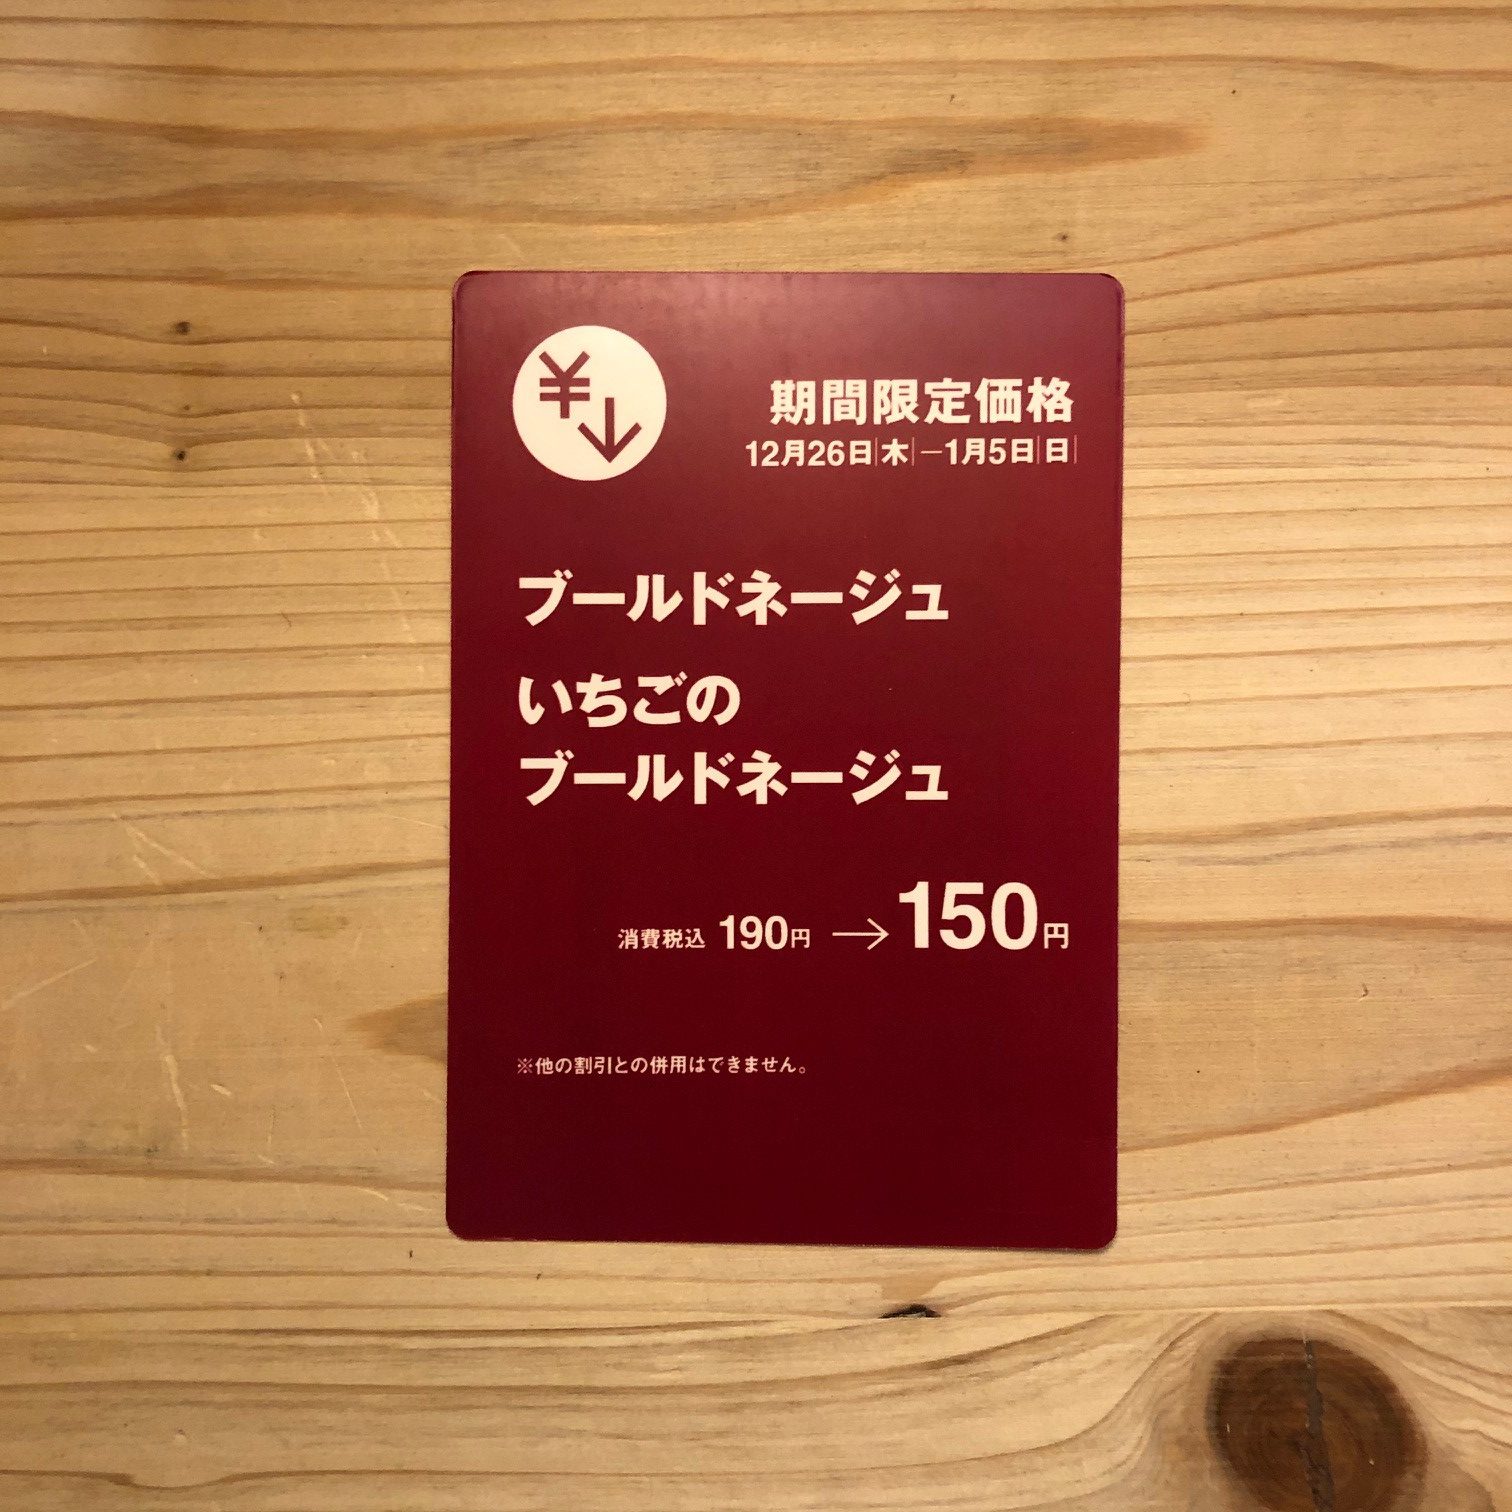 ¥↓
期間限定価格
12月26日|木|－1月5日|日|
ブールドネージュ
いちごの
ブールドネージュ
消費税込 190円 →150円
※他の割引との併用はできません。